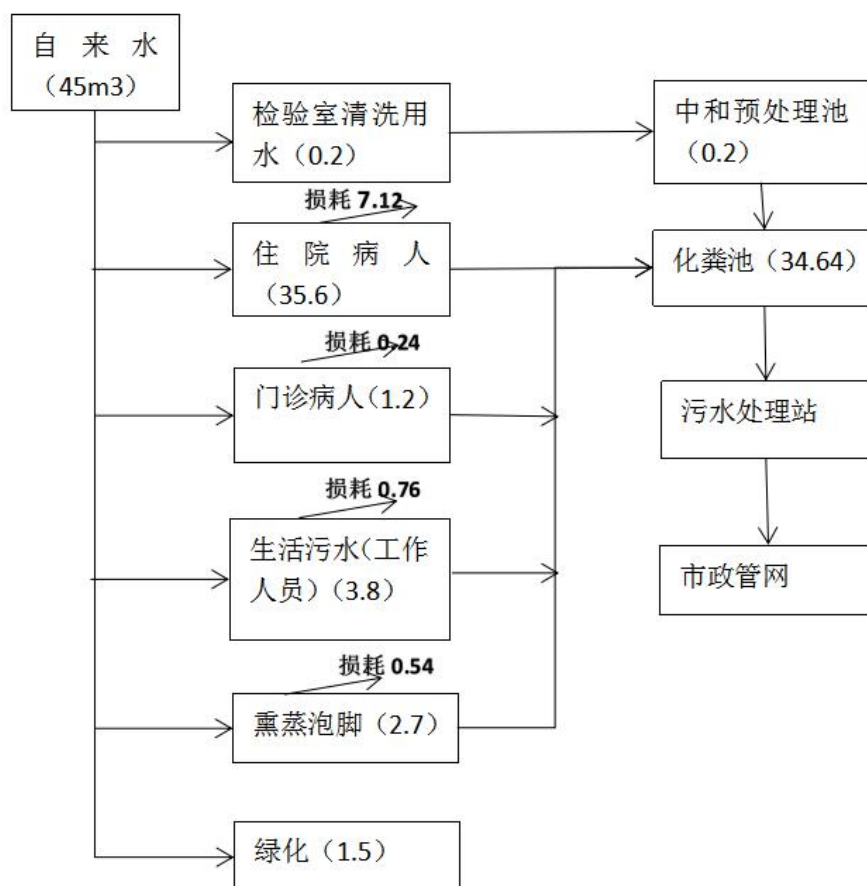 自来水
（45m3）
检验室清洗用
水（0.2）
中和预处理池
（0.2）
损耗 7.12
住院病人
（35.6）
化粪池（34.64）
损耗 0.24
门诊病人（1.2）
污水处理站
损耗 0.76
生活污水（工作
人员）（3.8）
市政管网
损耗 0.54
熏蒸泡脚（2.7）
绿化（1.5）